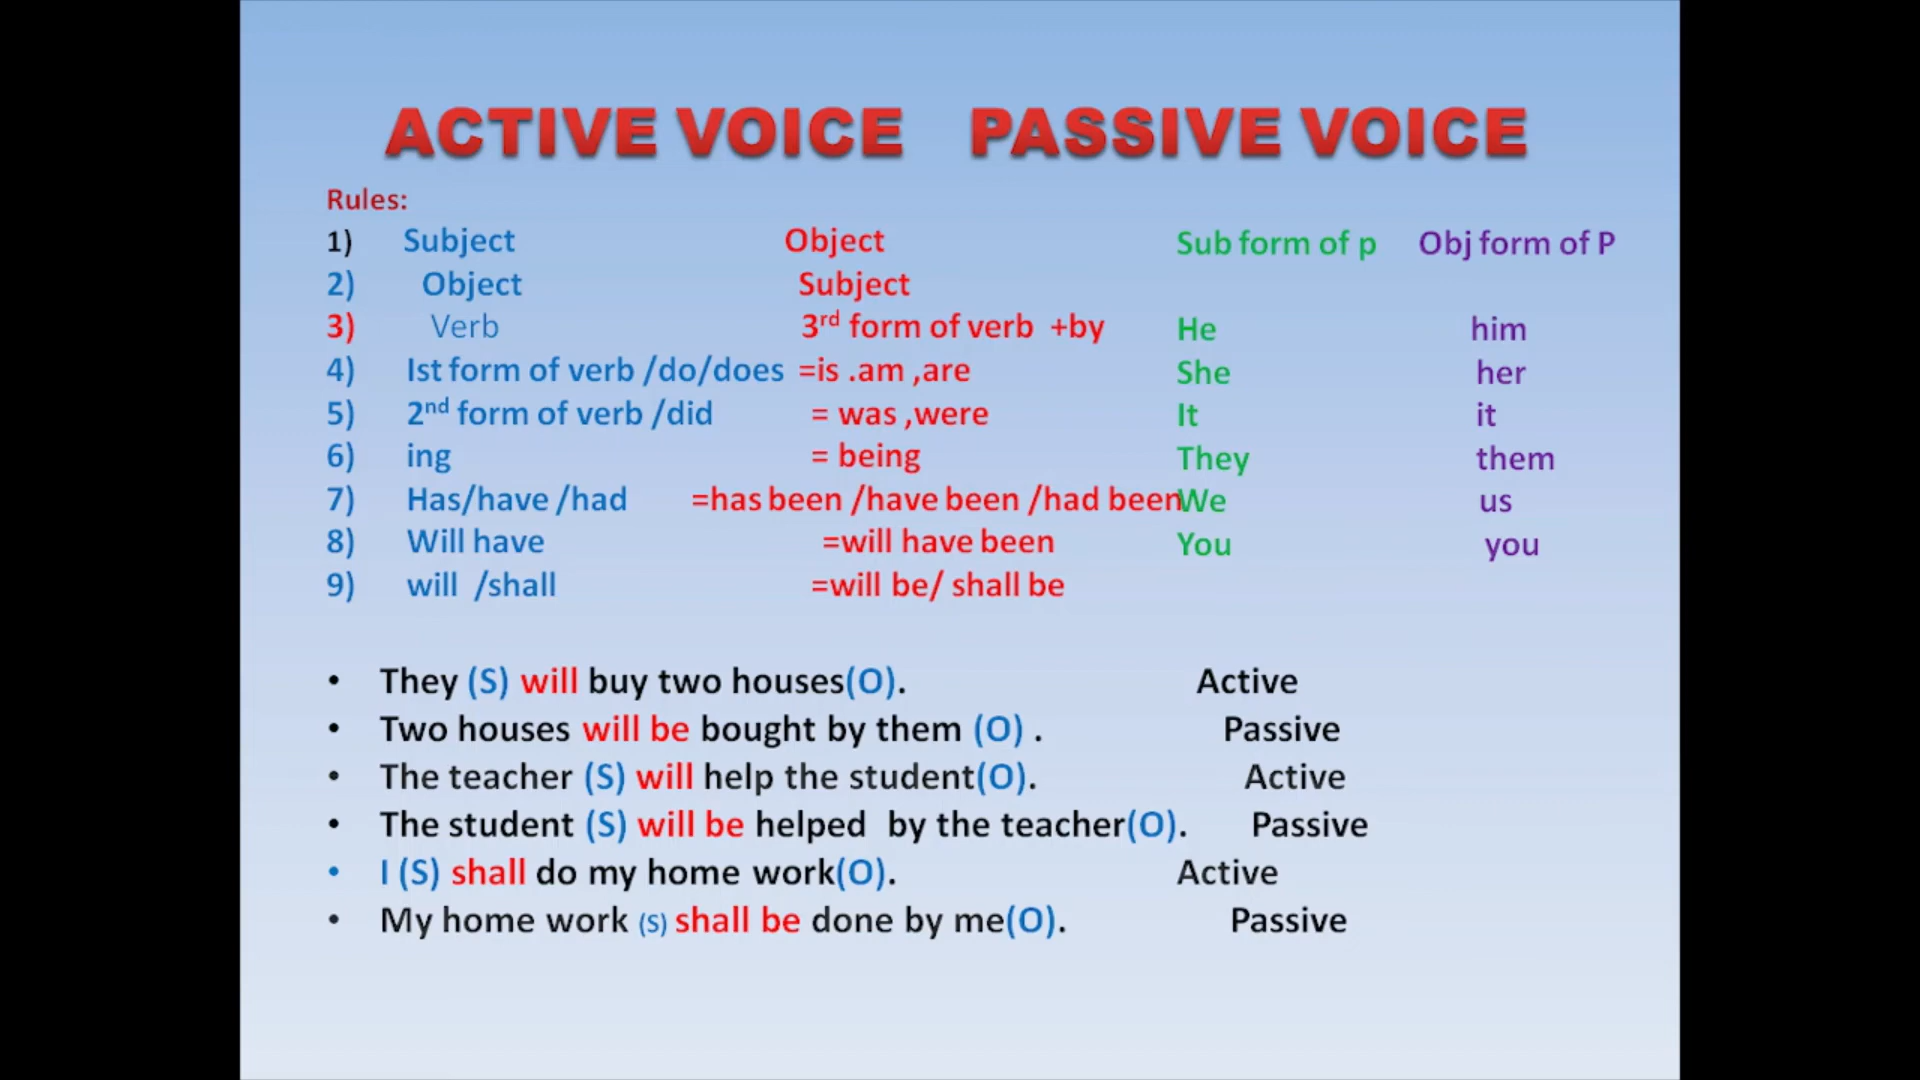 ACTIVE VOICE PASSIVE VOICE
Rules:
1) Subject Object Sub form of p Obj form of P
2) Object Subject
3) Verb 3rd form of verb +by He him
4) Ist form of verb /do/does =is .am ,are She her
5) 2nd form of verb /did = was ,were It it
6) ing = being They them
7) Has/have /had =has been /have been /had been We us
8) Will have =will have been You you
9) will /shall =will be/ shall be
• They (S) will buy two houses(O). Active
• Two houses will be bought by them (O) . Passive
• The teacher (S) will help the student(O). Active
• The student (S) will be helped by the teacher(O). Passive
• I (S) shall do my home work(O). Active
• My home work (S) shall be done by me(O). Passive